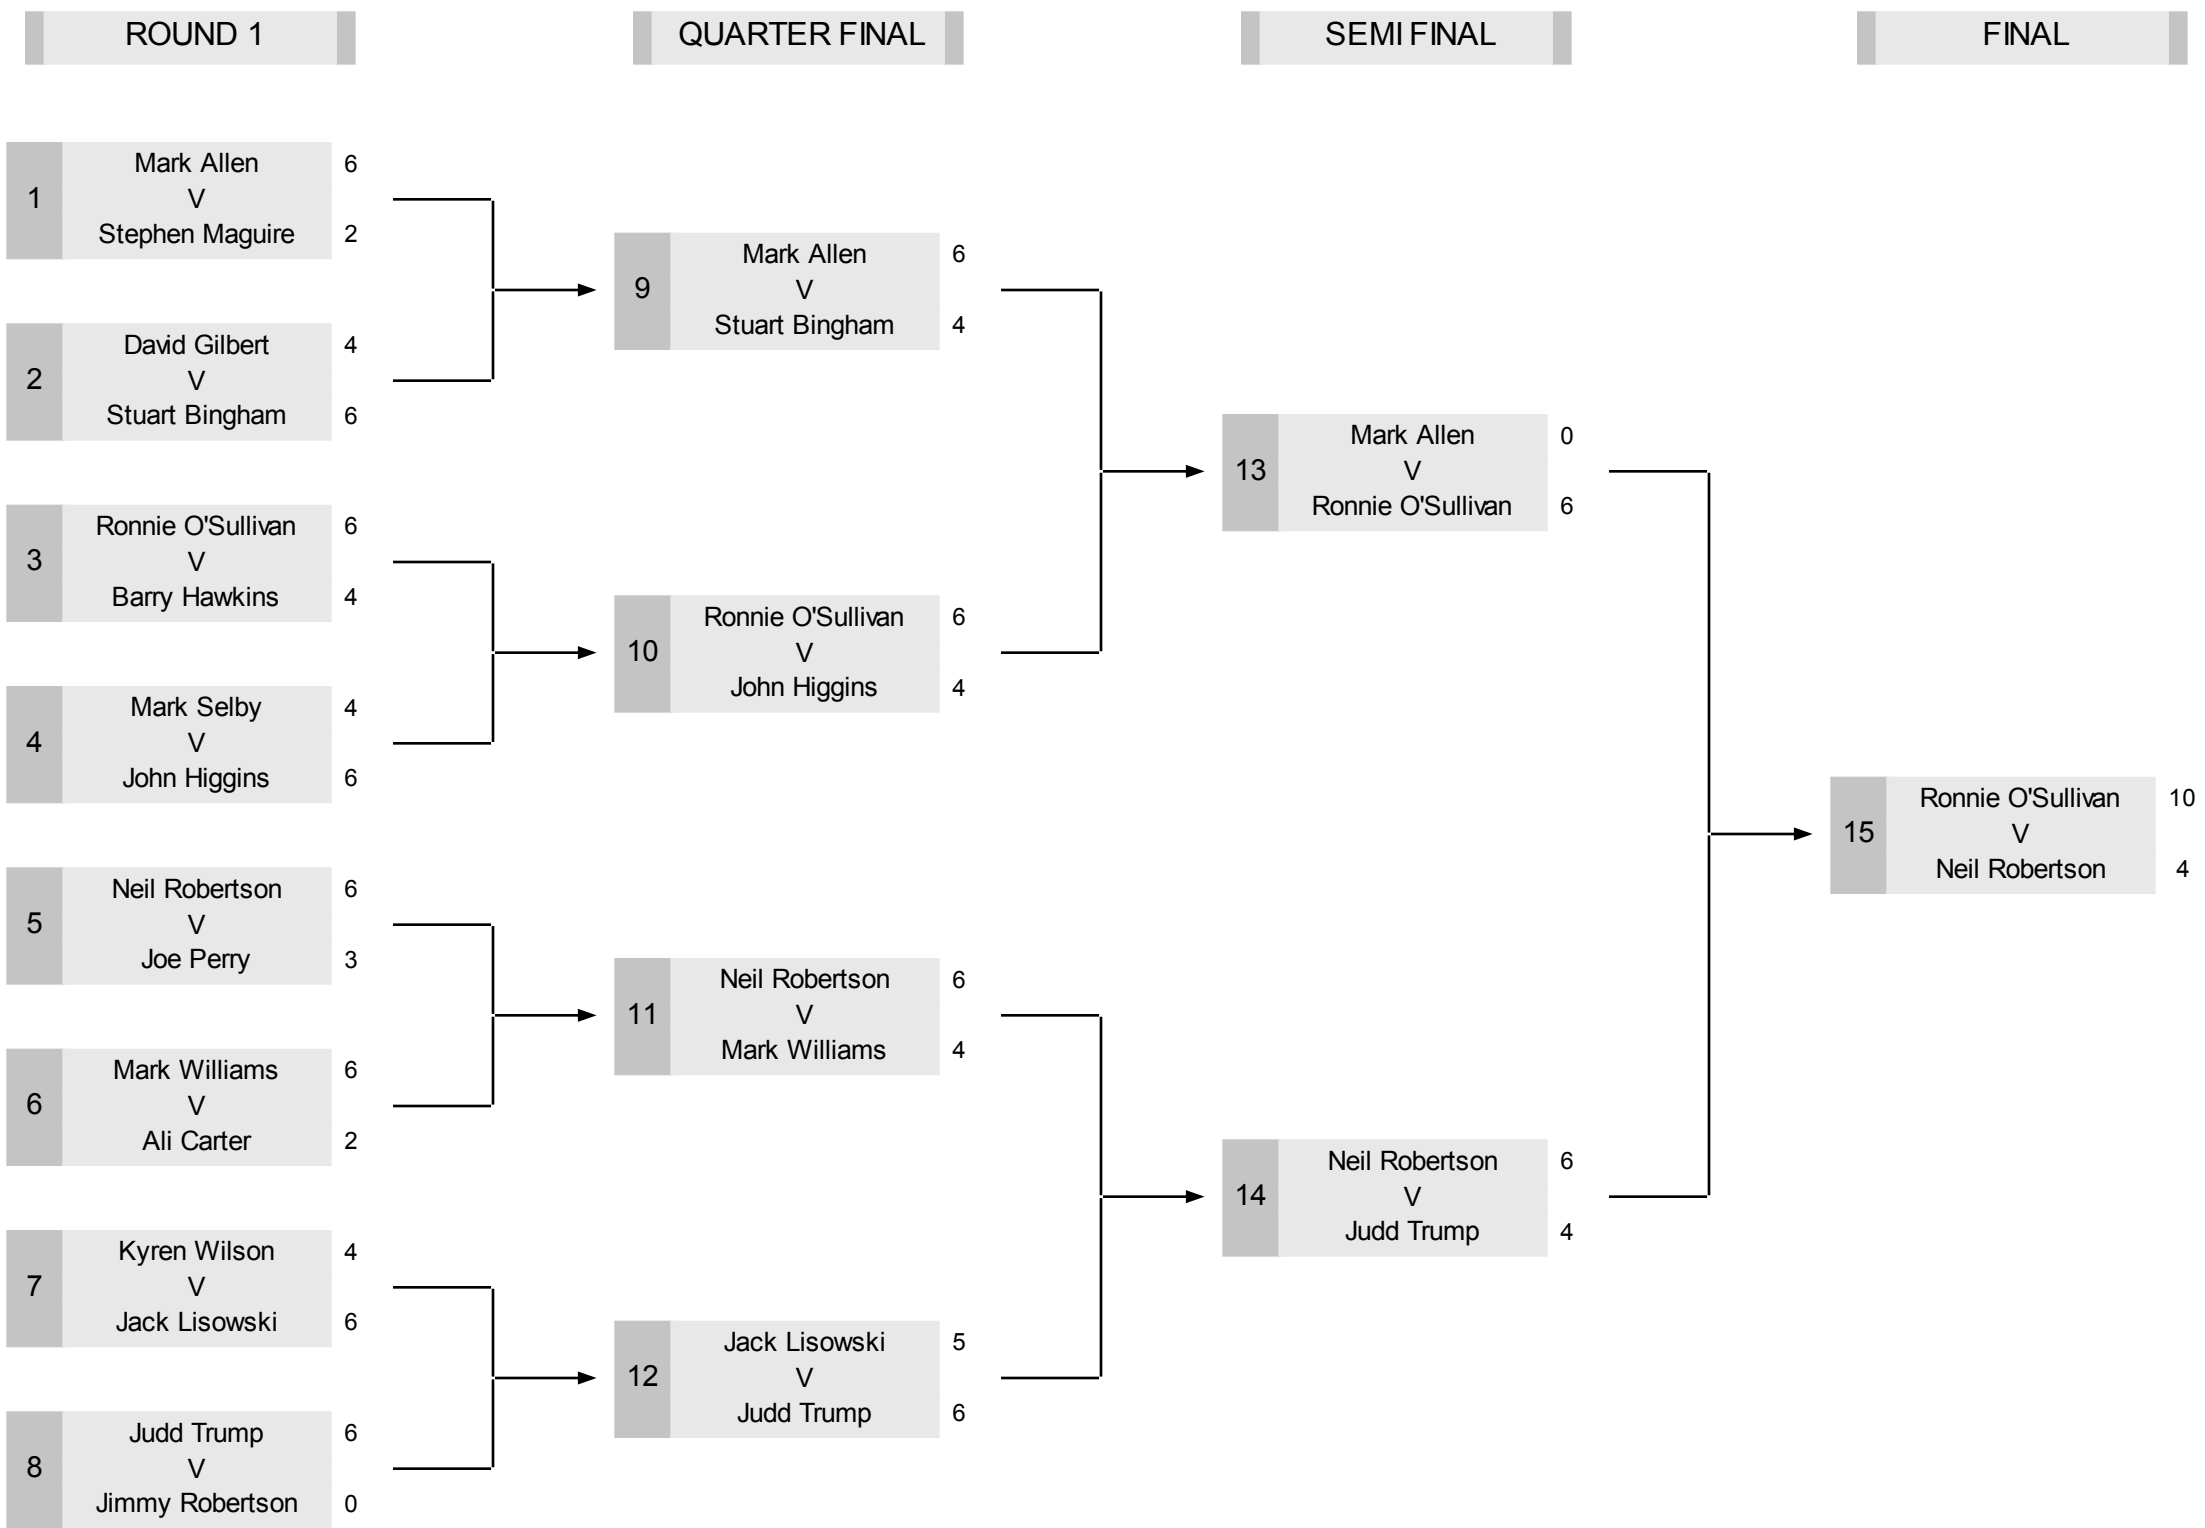 ROUND 1
QUARTER FINAL
SEMI FINAL
FINAL
1
Mark Allen 6
V
Stephen Maguire 2
2
David Gilbert 4
V
Stuart Bingham 6
3
Ronnie O'Sullivan 6
V
Barry Hawkins 4
4
Mark Selby 4
V
John Higgins 6
5
Neil Robertson 6
V
Joe Perry 3
6
Mark Williams 6
V
Ali Carter 2
7
Kyren Wilson 4
V
Jack Lisowski 6
8
Judd Trump 6
V
Jimmy Robertson 0
9
Mark Allen 6
V
Stuart Bingham 4
10
Ronnie O'Sullivan 6
V
John Higgins 4
11
Neil Robertson 6
V
Mark Williams 4
12
Jack Lisowski 5
V
Judd Trump 6
13
Mark Allen 0
V
Ronnie O'Sullivan 6
14
Neil Robertson 6
V
Judd Trump 4
15
Ronnie O'Sullivan 10
V
Neil Robertson 4